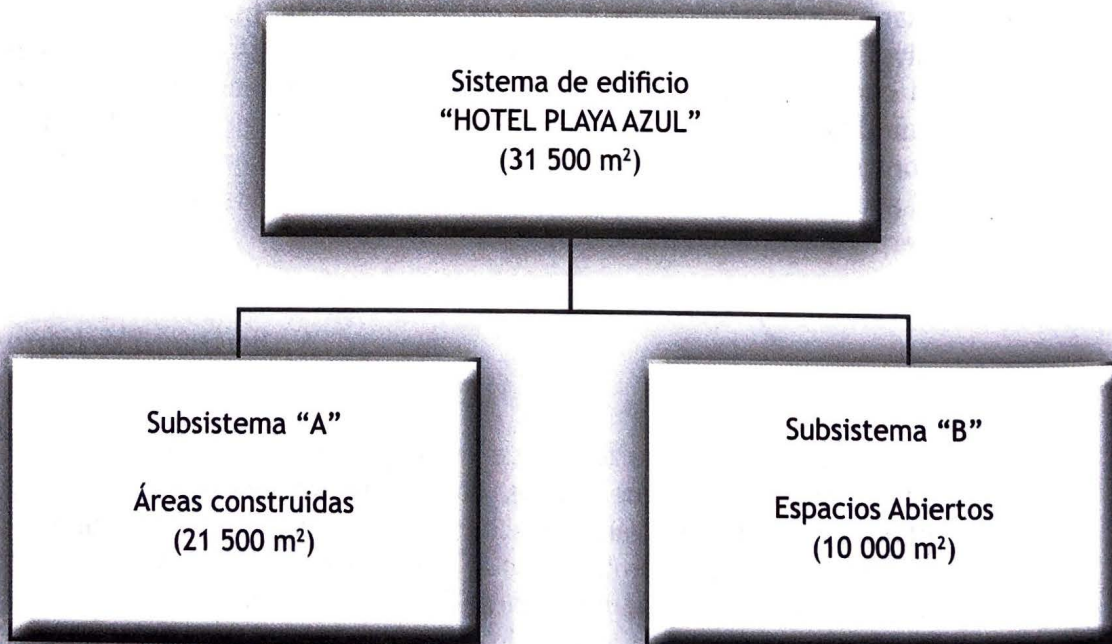 Sistema de edificio
“HOTEL PLAYA AZUL”
(31 500 m²)
Subsistema “A”
Áreas construidas
(21 500 m²)
Subsistema “B”
Espacios Abiertos
(10 000 m²)